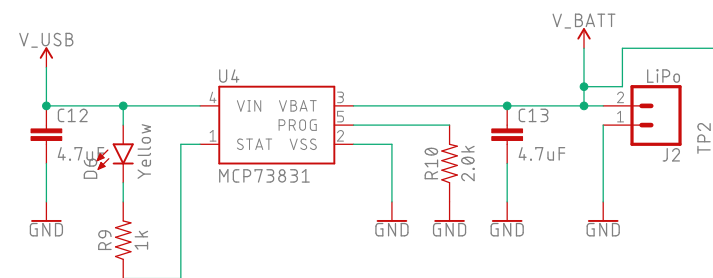 V_BATT
V_USB
U4
LiPo
4
VIN
VBAT
3
2
C12
C13
PROG
5
1
1
STAT
VSS
2
4.7uF
4.7uF
J2
TP2
D6
Yellow
MCP73831
R10
2.0k
GND
GND
GND
GND
GND
R9
1k